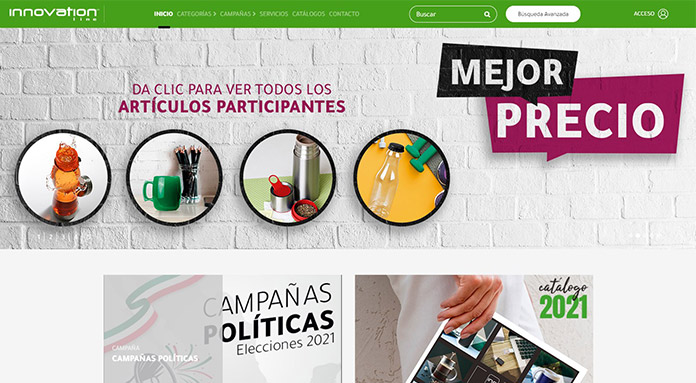 innovation
line
INICIO
CATEGORÍAS
CAMPAÑAS
SERVICIOS
CATÁLOGOS
CONTACTO
Buscar
Busqueda Avanzada
ACCESO
DA CLIC PARA VER TODOS LOS
ARTÍCULOS PARTICIPANTES
MEJOR
PRECIO
CAMPAÑAS
POLÍTICAS
Elecciones 2021
CAMPAÑA
CAMPAÑAS POLÍTICAS
catálogo
2021